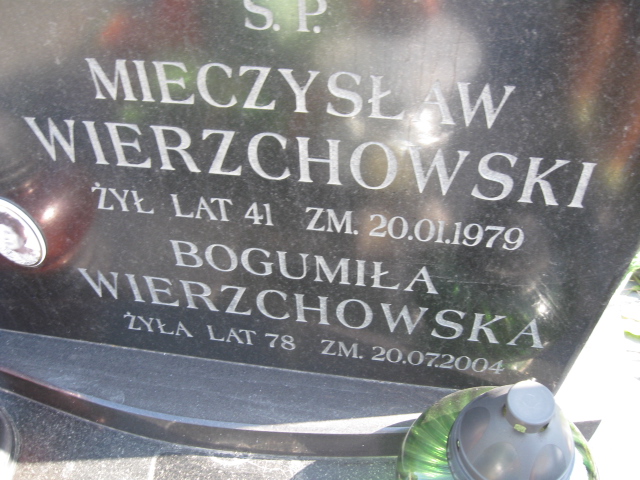 Ś.P.
MIECZYSŁAW
WIERZCHOWSKI
ŻYŁ LAT 41 ZM. 20.01.1979
BOGUMIŁA
WIERZCHOWSKA
ŻYŁA LAT 78 ZM. 20.07.2004